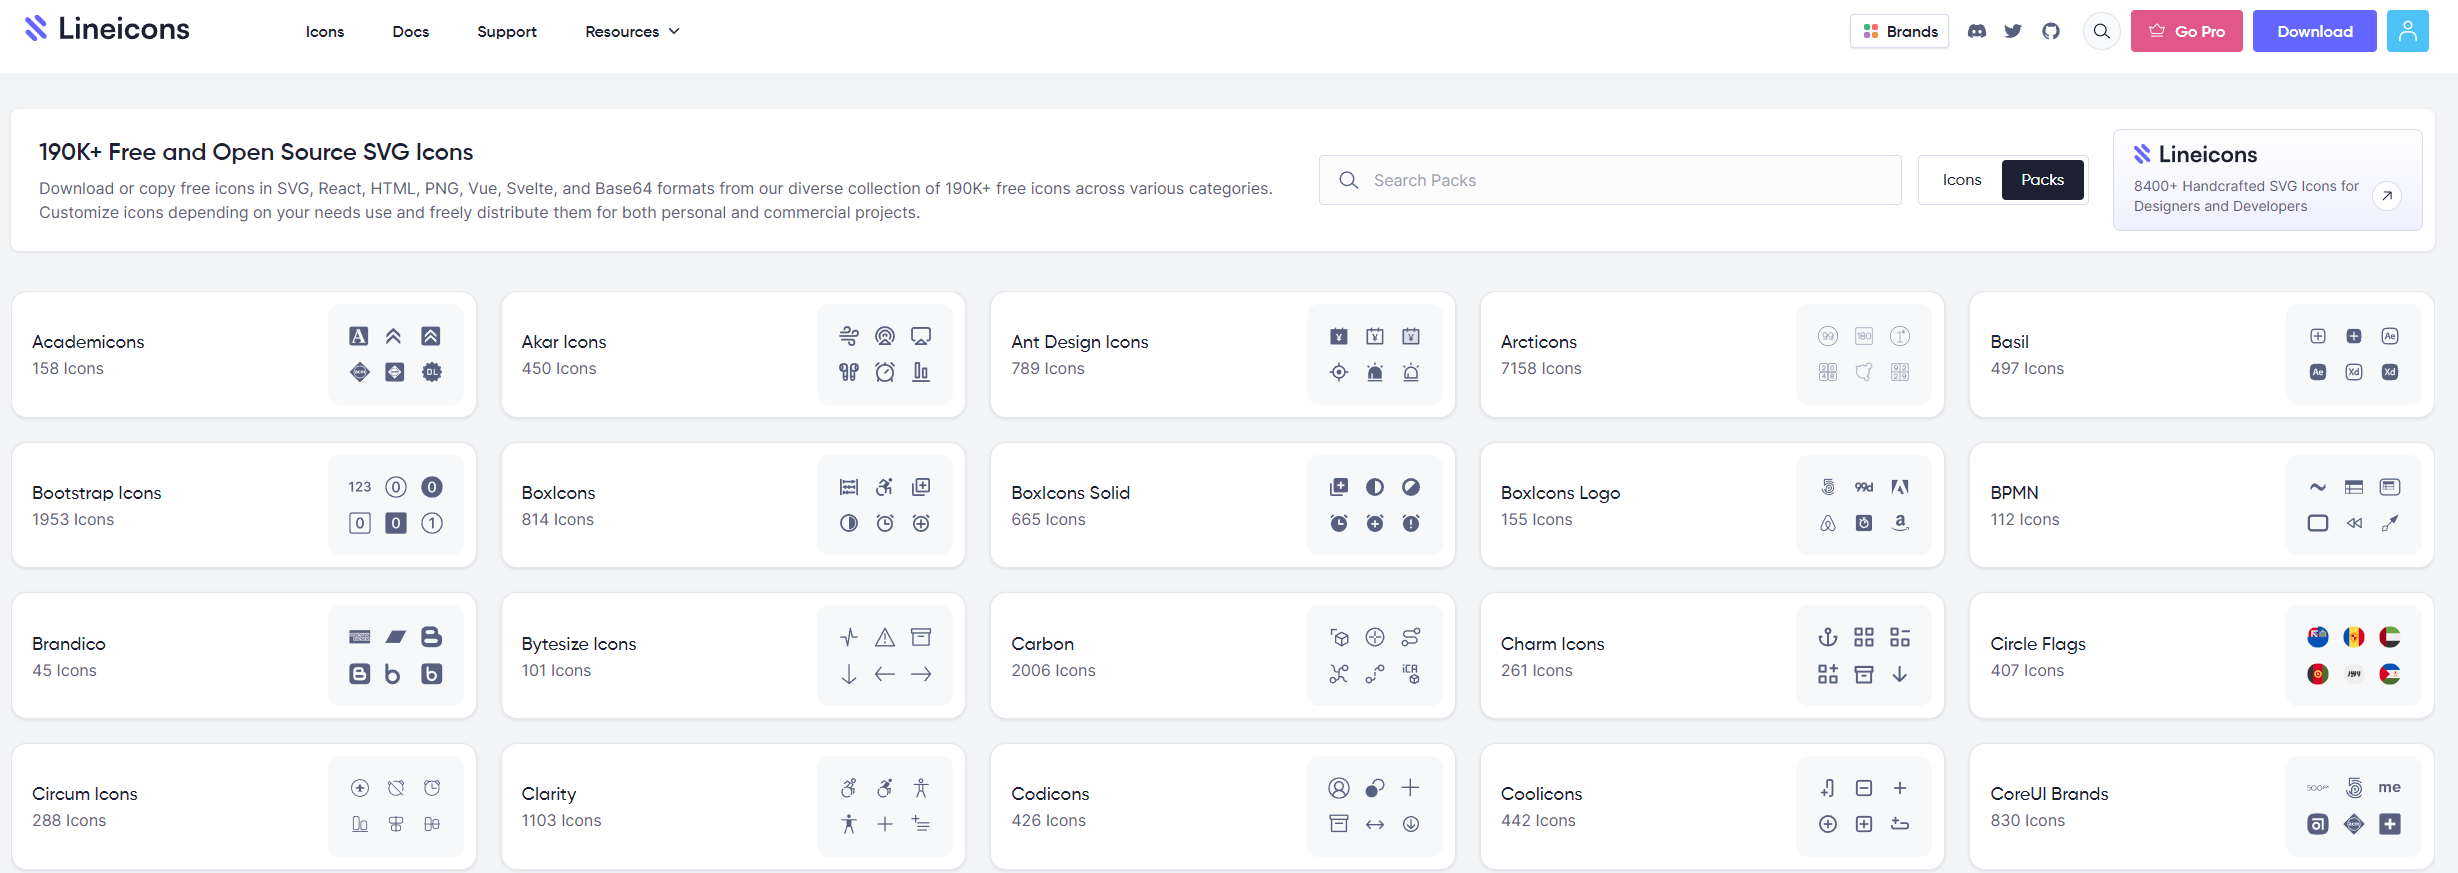 Lineicons
Icons
Docs
Support
Resources
Brands
Go Pro
Download
190K+ Free and Open Source SVG Icons
Download or copy free icons in SVG, React, HTML, PNG, Vue, Svelte, and Base64 formats from our diverse collection of 190K+ free icons across various categories.
Customize icons depending on your needs use and freely distribute them for both personal and commercial projects.
Search Packs
Icons
Packs
Lineicons
8400+ Handcrafted SVG Icons for
Designers and Developers
Academicons
158 Icons
Akar Icons
450 Icons
Ant Design Icons
789 Icons
Arcticons
7158 Icons
Basil
497 Icons
Bootstrap Icons
1953 Icons
123
BoxIcons
814 Icons
BoxIcons Solid
665 Icons
BoxIcons Logo
155 Icons
99d
BPMN
112 Icons
Brandico
45 Icons
Bytesize Icons
101 Icons
Carbon
2006 Icons
Charm Icons
261 Icons
Circle Flags
407 Icons
Circum Icons
288 Icons
Clarity
1103 Icons
Codicons
426 Icons
Coolicons
442 Icons
CoreUI Brands
830 Icons
me